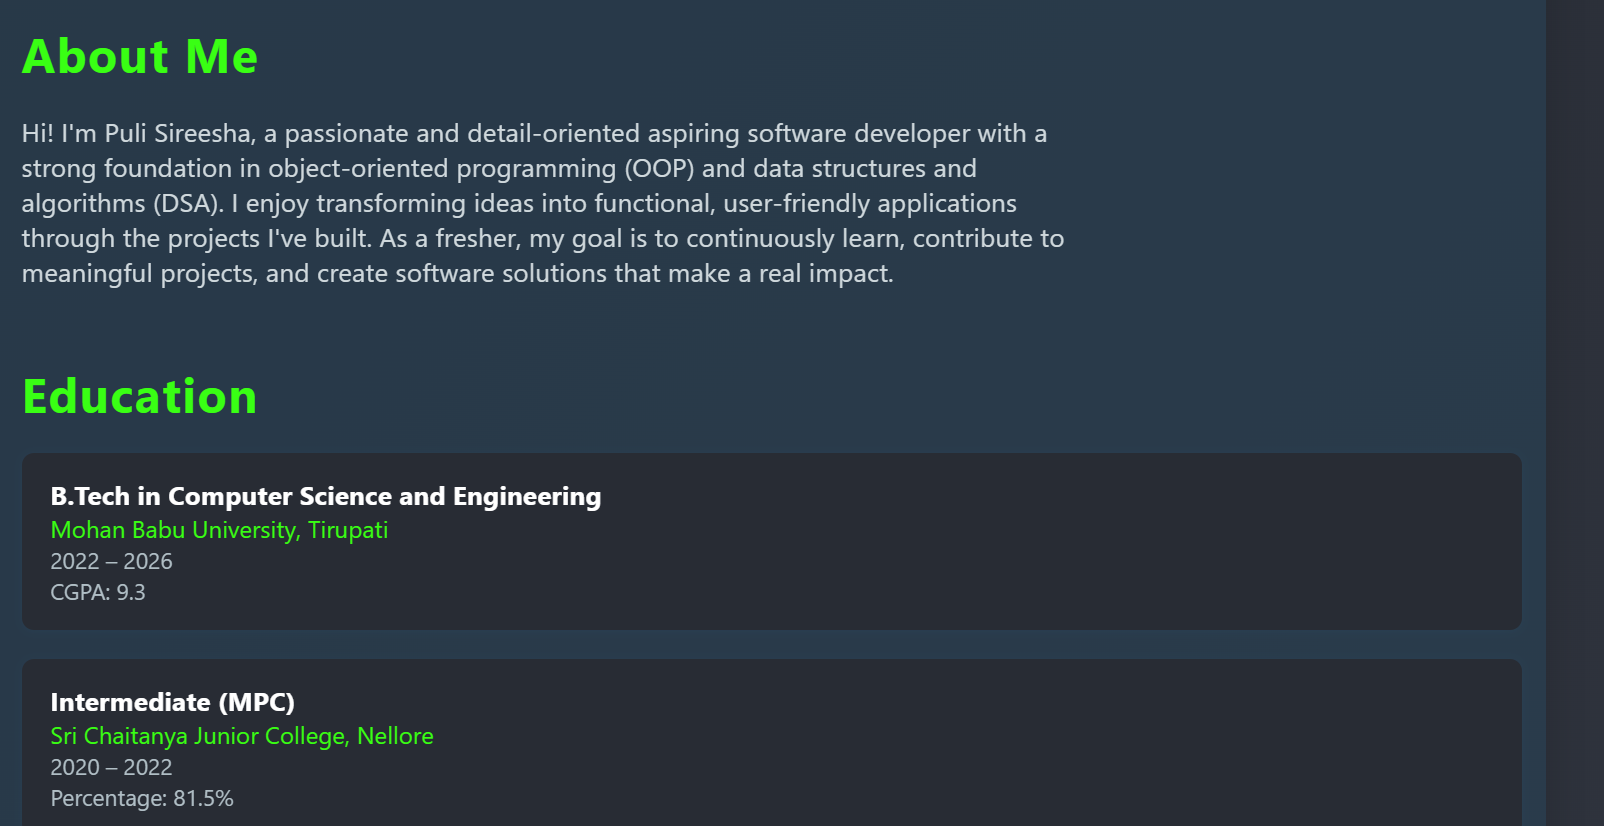 About Me
Hi! I'm Puli Sireesha, a passionate and detail-oriented aspiring software developer with a
strong foundation in object-oriented programming (OOP) and data structures and
algorithms (DSA). I enjoy transforming ideas into functional, user-friendly applications
through the projects I've built. As a fresher, my goal is to continuously learn, contribute to
meaningful projects, and create software solutions that make a real impact.
Education
B.Tech in Computer Science and Engineering
Mohan Babu University, Tirupati
2022 – 2026
CGPA: 9.3
Intermediate (MPC)
Sri Chaitanya Junior College, Nellore
2020 – 2022
Percentage: 81.5%